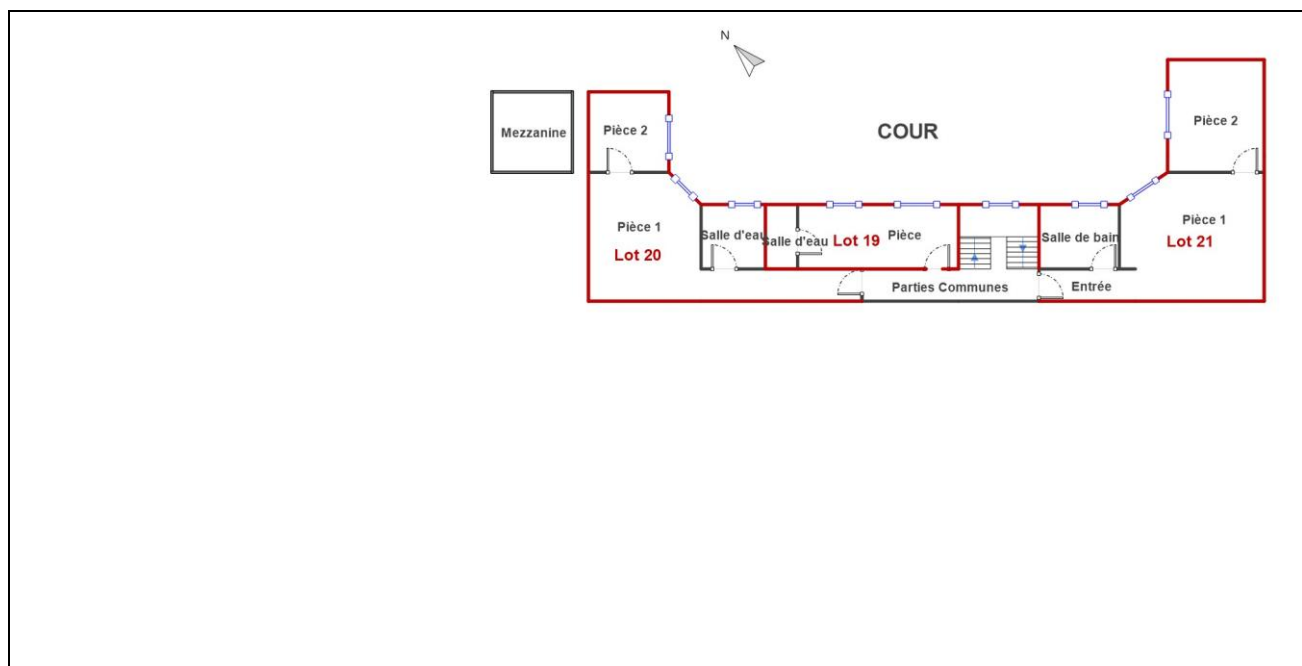 N
COUR
Mezzanine
Pièce 2
Pièce 2
Pièce 1
Lot 20
Salle d'eau
Salle d'eau
Lot 19
Pièce
Salle de bain
Pièce 1
Lot 21
Parties Communes
Entrée